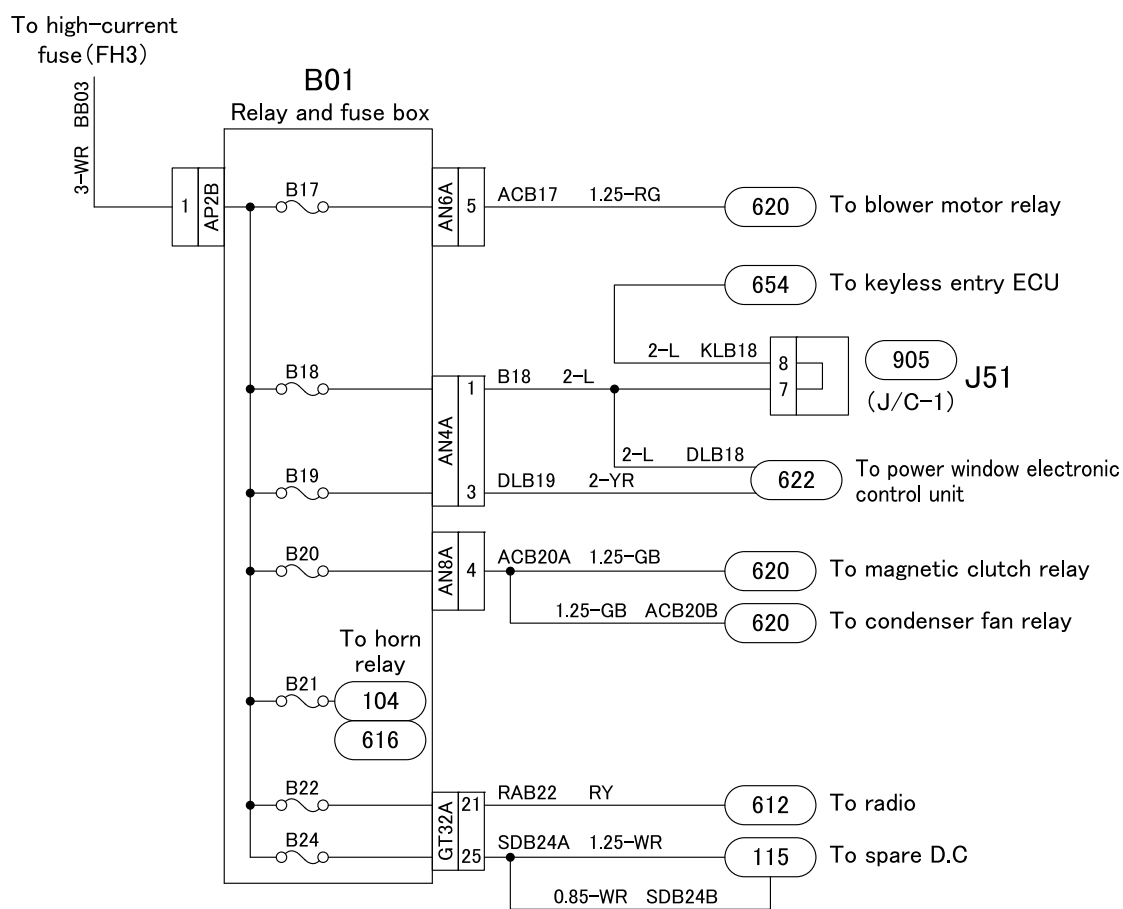 To high-current
fuse(FH3)
3-WR BB03
B01
Relay and fuse box
1 AP2B
B17
AN6A 5
ACB17 1.25-RG
620 To blower motor relay
654 To keyless entry ECU
2-L KLB18
8
905 J51
(J/C-1)
B18
AN4A
1
B18 2-L
7
2-L DLB18
622 To power window electronic
control unit
B19
3
DLB19 2-YR
B20
AN8A 4
ACB20A 1.25-GB
620 To magnetic clutch relay
1.25-GB ACB20B
620 To condenser fan relay
To horn
relay
B21
104
616
B22
GT32A
21
RAB22 RY
612 To radio
B24
25
SDB24A 1.25-WR
115 To spare D.C
0.85-WR SDB24B